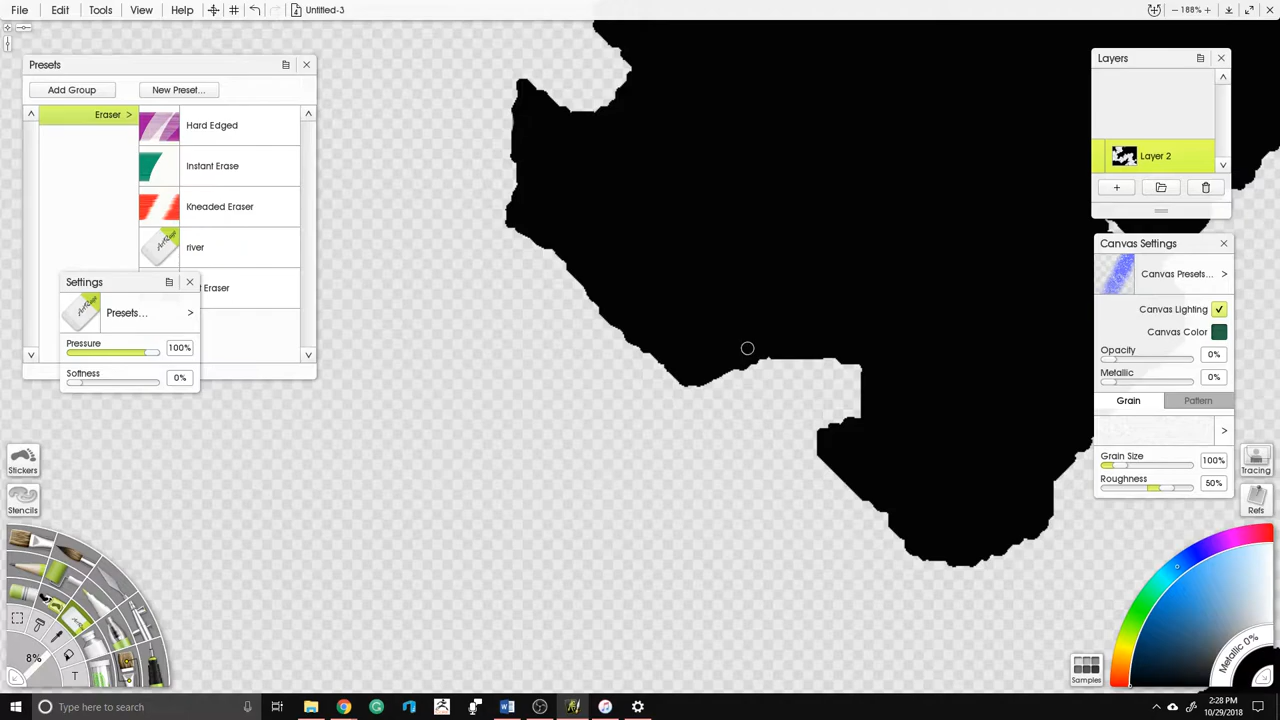 File Edit Tools View Help Untitled-3 188%
Presets
Add Group New Preset...
Eraser >
Hard Edged
Instant Erase
Kneaded Eraser
river
Eraser
Settings
Presets... >
Pressure
100%
Softness
0%
Stickers
Stencils
8%
T
Layers
Layer 2
+
Canvas Settings
Canvas Presets... >
Canvas Lighting
Canvas Color
Opacity
0%
Metallic
0%
Grain Pattern
>
Grain Size
100%
Roughness
50%
Tracing
Refs
Metallic 0%
Samples
Type here to search
2:28 PM
10/29/2018